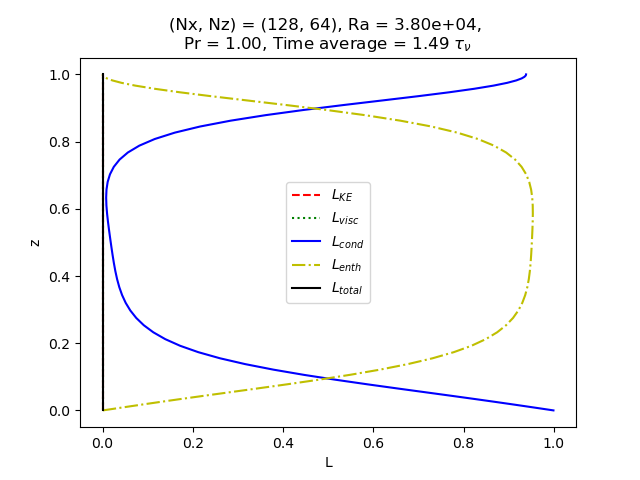 (Nx, Nz) = (128, 64), Ra = 3.80e+04,
Pr = 1.00, Time average = 1.49 τ_ν
1.0
0.8
0.6
0.4
0.2
0.0
z
L_KE
L_visc
L_cond
L_enth
L_total
0.0 0.2 0.4 0.6 0.8 1.0
L